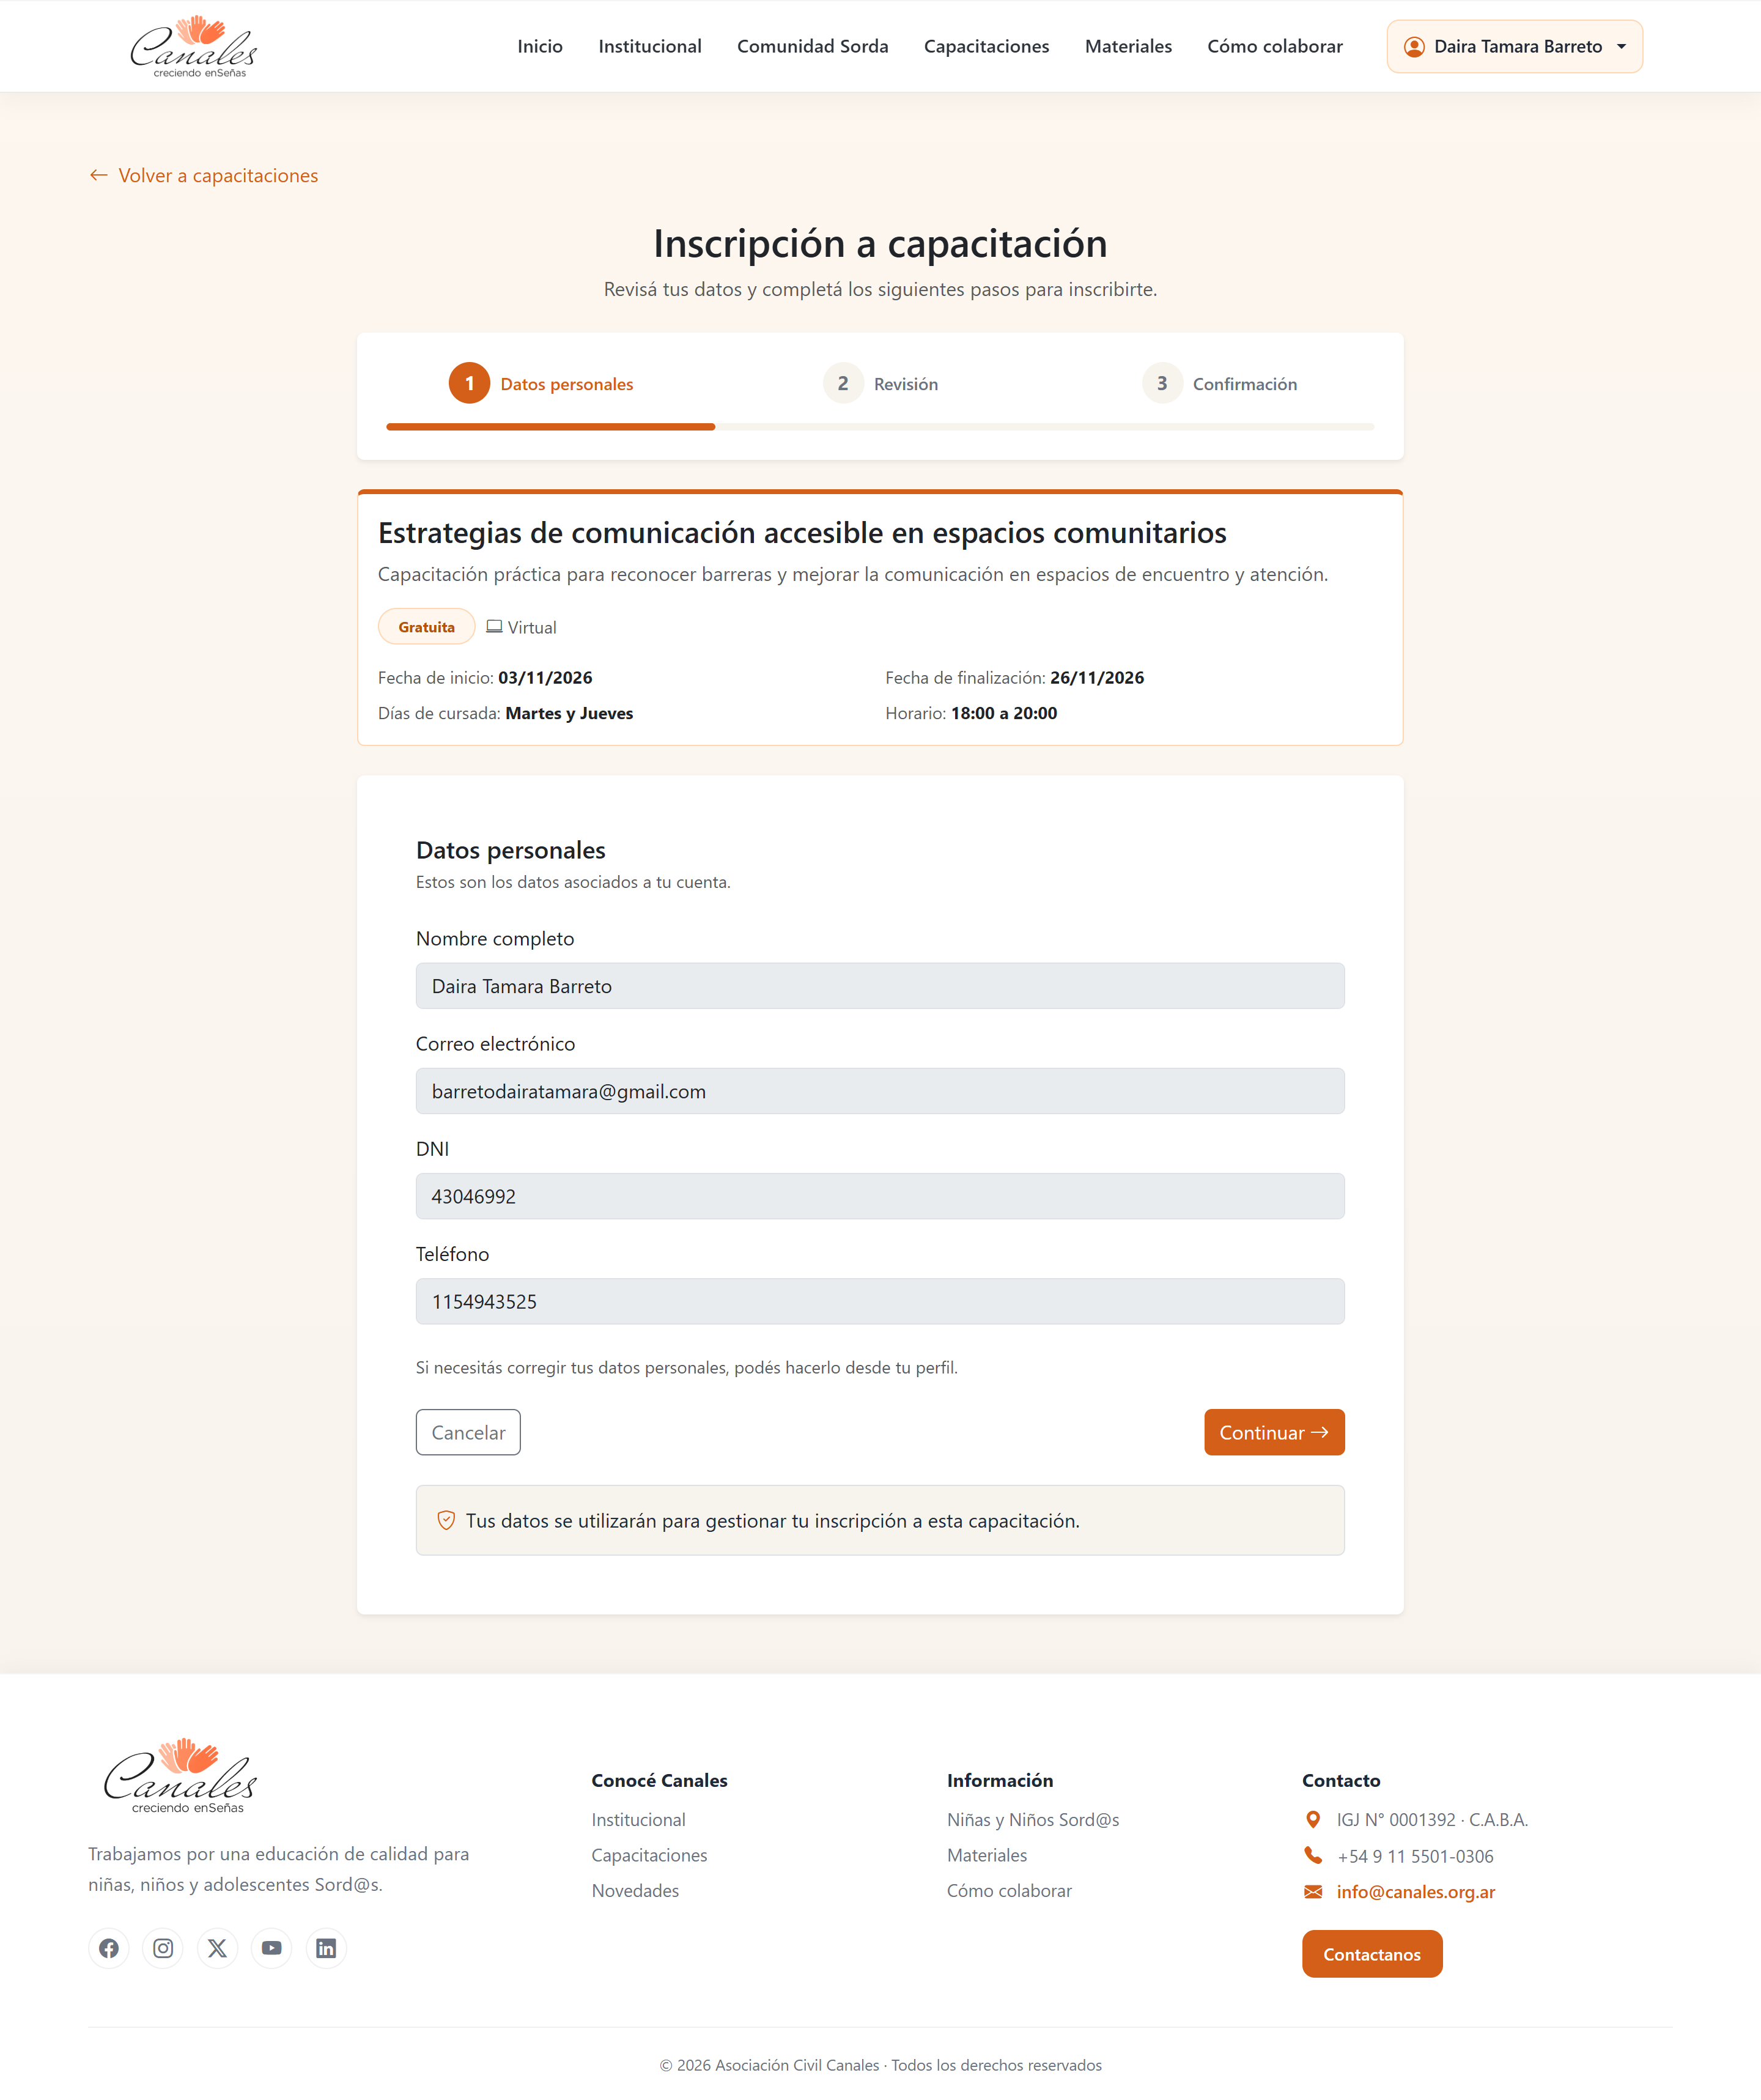 Canales
creciendo enSeñas
Inicio
Institucional
Comunidad Sorda
Capacitaciones
Materiales
Cómo colaborar
Daira Tamara Barreto
← Volver a capacitaciones
Inscripción a capacitación
Revisá tus datos y completá los siguientes pasos para inscribirte.
1 Datos personales
2 Revisión
3 Confirmación
Estrategias de comunicación accesible en espacios comunitarios
Capacitación práctica para reconocer barreras y mejorar la comunicación en espacios de encuentro y atención.
Gratuita Virtual
Fecha de inicio: 03/11/2026
Fecha de finalización: 26/11/2026
Días de cursada: Martes y Jueves
Horario: 18:00 a 20:00
Datos personales
Estos son los datos asociados a tu cuenta.
Nombre completo
Daira Tamara Barreto
Correo electrónico
barretodairatamara@gmail.com
DNI
43046992
Teléfono
1154943525
Si necesitás corregir tus datos personales, podés hacerlo desde tu perfil.
Cancelar
Continuar →
Tus datos se utilizarán para gestionar tu inscripción a esta capacitación.
Canales
creciendo enSeñas
Trabajamos por una educación de calidad para
niñas, niños y adolescentes Sord@s.
Conocé Canales
Institucional
Capacitaciones
Novedades
Información
Niñas y Niños Sord@s
Materiales
Cómo colaborar
Contacto
IGJ N° 0001392 · C.A.B.A.
+54 9 11 5501-0306
info@canales.org.ar
Contactanos
© 2026 Asociación Civil Canales · Todos los derechos reservados